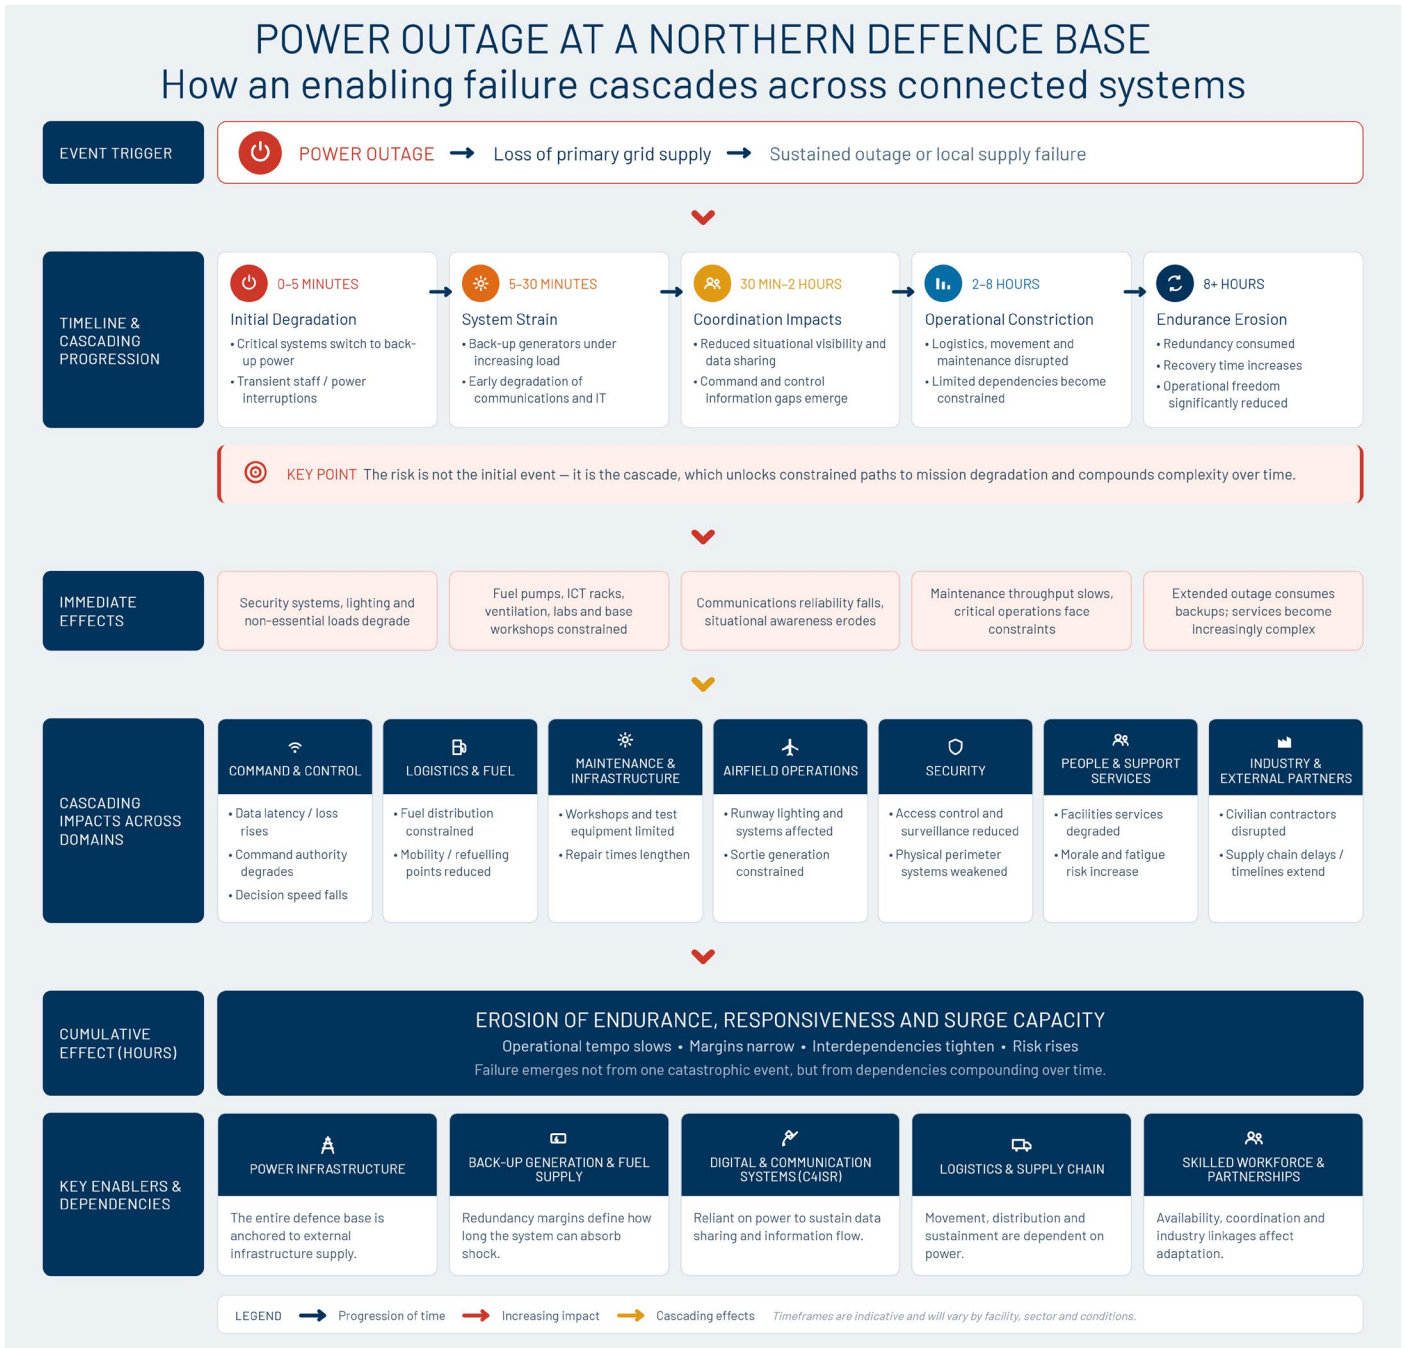 POWER OUTAGE AT A NORTHERN DEFENCE BASE
How an enabling failure cascades across connected systems
EVENT TRIGGER
POWER OUTAGE
Loss of primary grid supply
Sustained outage or local supply failure
TIMELINE &
CASCADING
PROGRESSION
0–5 MINUTES
Initial Degradation
• Critical systems switch to back-
up power
• Transient staff / power
interruptions
5–30 MINUTES
System Strain
• Back-up generators under
increasing load
• Early degradation of
communications and IT
30 MIN–2 HOURS
Coordination Impacts
• Reduced situational visibility and
data sharing
• Command and control
information gaps emerge
2–8 HOURS
Operational Constriction
• Logistics, movement and
maintenance disrupted
• Limited dependencies become
constrained
8+ HOURS
Endurance Erosion
• Redundancy consumed
• Recovery time increases
• Operational freedom
significantly reduced
KEY POINT The risk is not the initial event — it is the cascade, which unlocks constrained paths to mission degradation and compounds complexity over time.
IMMEDIATE
EFFECTS
Security systems, lighting and
non-essential loads degrade
Fuel pumps, ICT racks,
ventilation, labs and base
workshops constrained
Communications reliability falls,
situational awareness erodes
Maintenance throughput slows,
critical operations face
constraints
Extended outage consumes
backups; services become
increasingly complex
CASCADING
IMPACTS ACROSS
DOMAINS
COMMAND & CONTROL
• Data latency / loss
rises
• Command authority
degrades
• Decision speed falls
LOGISTICS & FUEL
• Fuel distribution
constrained
• Mobility / refuelling
points reduced
MAINTENANCE &
INFRASTRUCTURE
• Workshops and test
equipment limited
• Repair times lengthen
AIRFIELD OPERATIONS
• Runway lighting and
systems affected
• Sortie generation
constrained
SECURITY
• Access control and
surveillance reduced
• Physical perimeter
systems weakened
PEOPLE & SUPPORT
SERVICES
• Facilities services
degraded
• Morale and fatigue
risk increase
INDUSTRY &
EXTERNAL PARTNERS
• Civilian contractors
disrupted
• Supply chain delays /
timelines extend
CUMULATIVE
EFFECT (HOURS)
EROSION OF ENDURANCE, RESPONSIVENESS AND SURGE CAPACITY
Operational tempo slows • Margins narrow • Interdependencies tighten • Risk rises
Failure emerges not from one catastrophic event, but from dependencies compounding over time.
KEY ENABLERS &
DEPENDENCIES
POWER INFRASTRUCTURE
The entire defence base is
anchored to external
infrastructure supply.
BACK-UP GENERATION & FUEL
SUPPLY
Redundancy margins define how
long the system can absorb
shock.
DIGITAL & COMMUNICATION
SYSTEMS (C4ISR)
Reliant on power to sustain data
sharing and information flow.
LOGISTICS & SUPPLY CHAIN
Movement, distribution and
sustainment are dependent on
power.
SKILLED WORKFORCE &
PARTNERSHIPS
Availability, coordination and
industry linkages affect
adaptation.
LEGEND
Progression of time
Increasing impact
Cascading effects
Timeframes are indicative and will vary by facility, sector and conditions.